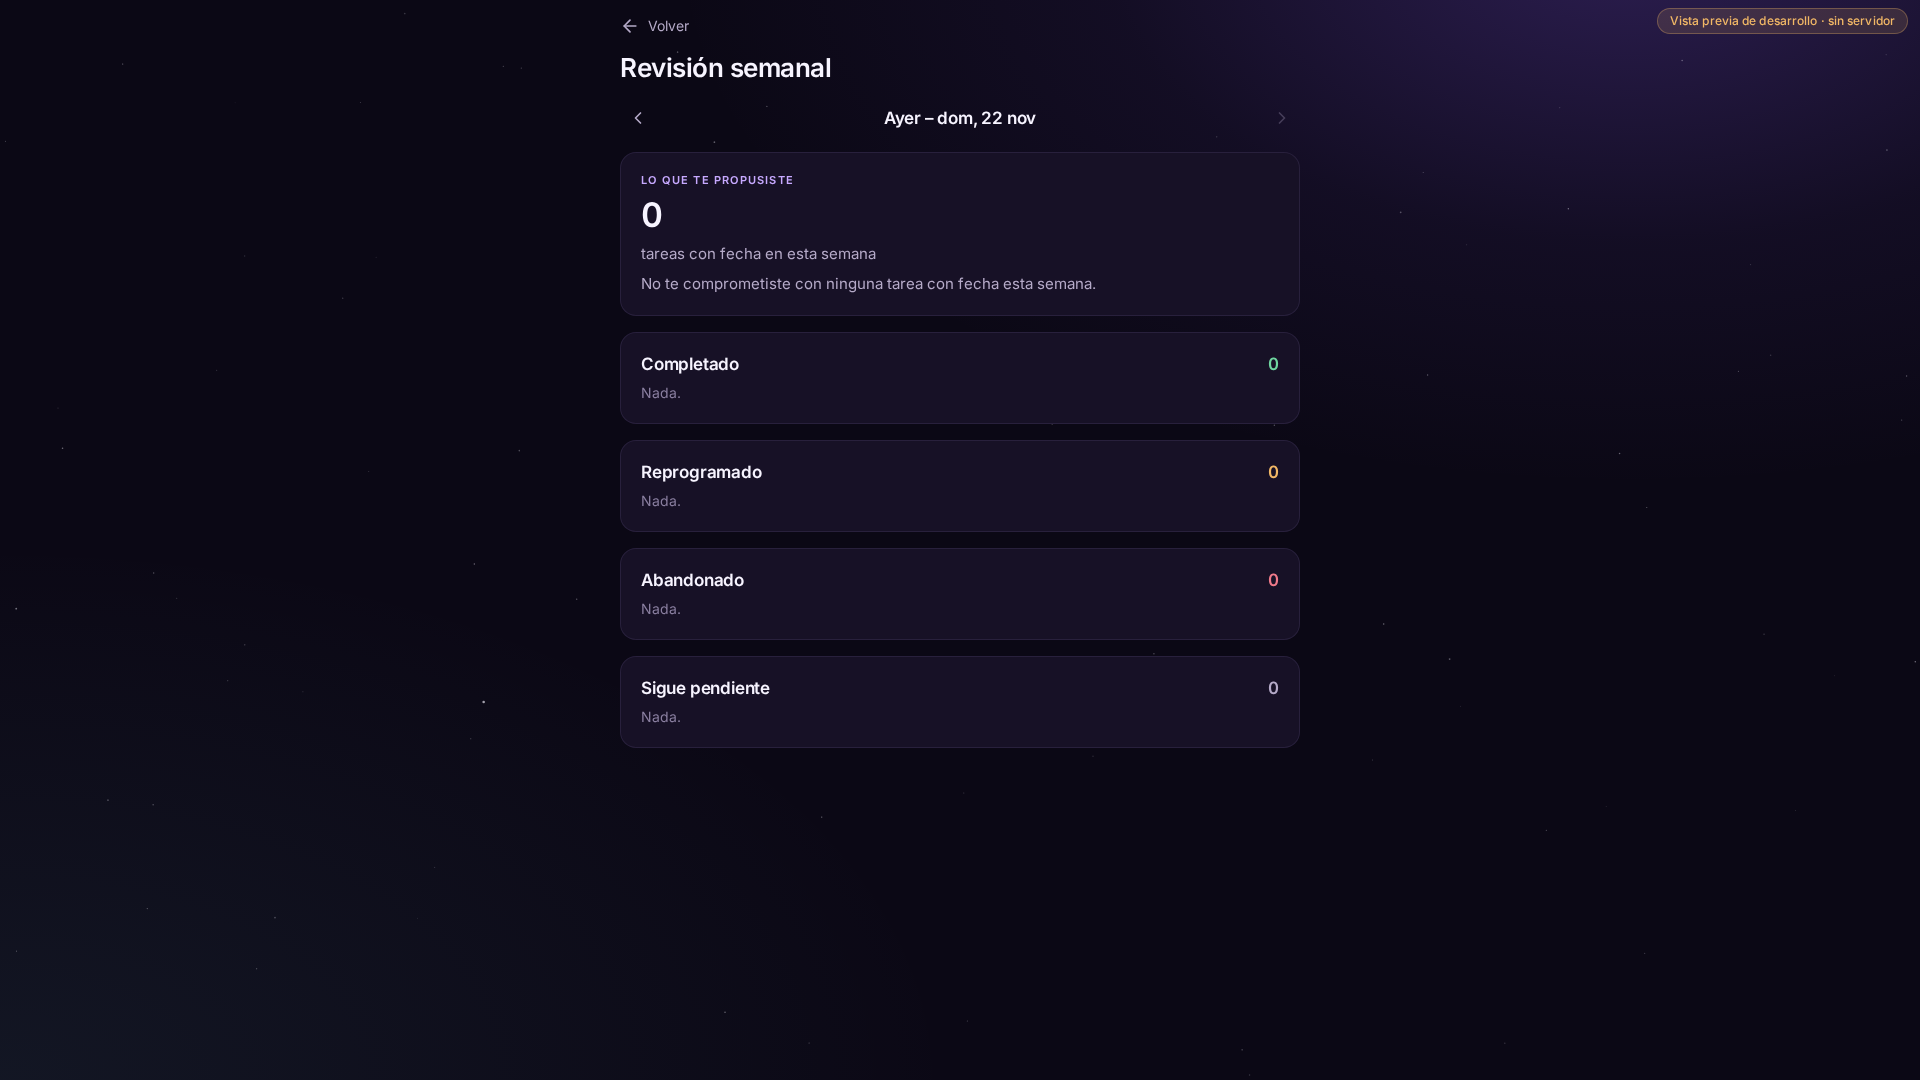 Volver
Vista previa de desarrollo · sin servidor
Revisión semanal
Ayer – dom, 22 nov
LO QUE TE PROPUSISTE
0
tareas con fecha en esta semana
No te comprometiste con ninguna tarea con fecha esta semana.
Completado 0
Nada.
Reprogramado 0
Nada.
Abandonado 0
Nada.
Sigue pendiente 0
Nada.